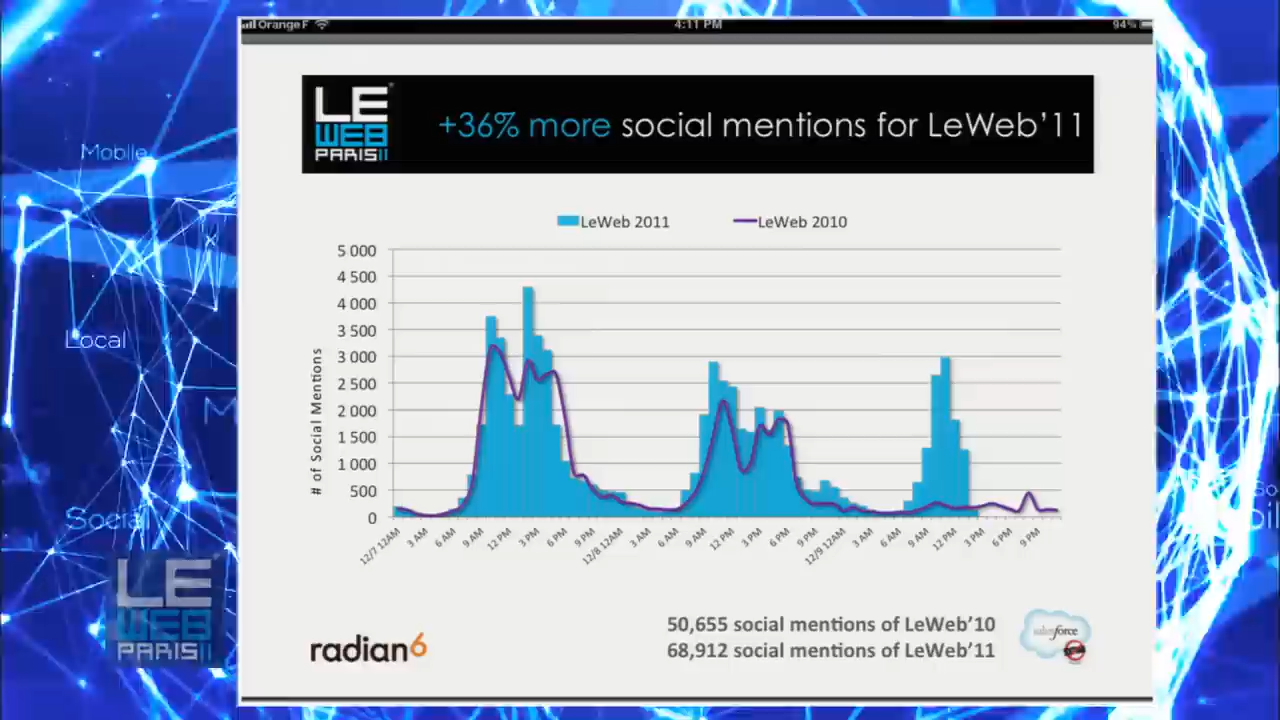 Orange F 4:11 PM 94%
LE
WEB
PARIS11
+36% more social mentions for LeWeb'11
Mobile
Local
M
Social
LeWeb 2011 LeWeb 2010
# of Social Mentions
5 000
4 500
4 000
3 500
3 000
2 500
2 000
1 500
1 000
500
0
12/7 12AM 3 AM 6 AM 9 AM 12 PM 3 PM 6 PM 9 PM 12/8 12AM 3 AM 6 AM 9 AM 12 PM 3 PM 6 PM 9 PM 12/9 12AM 3 AM 6 AM 9 AM 12 PM 3 PM 6 PM 9 PM
LE
WEB
PARIS11
radian6
50,655 social mentions of LeWeb'10
68,912 social mentions of LeWeb'11
salesforce